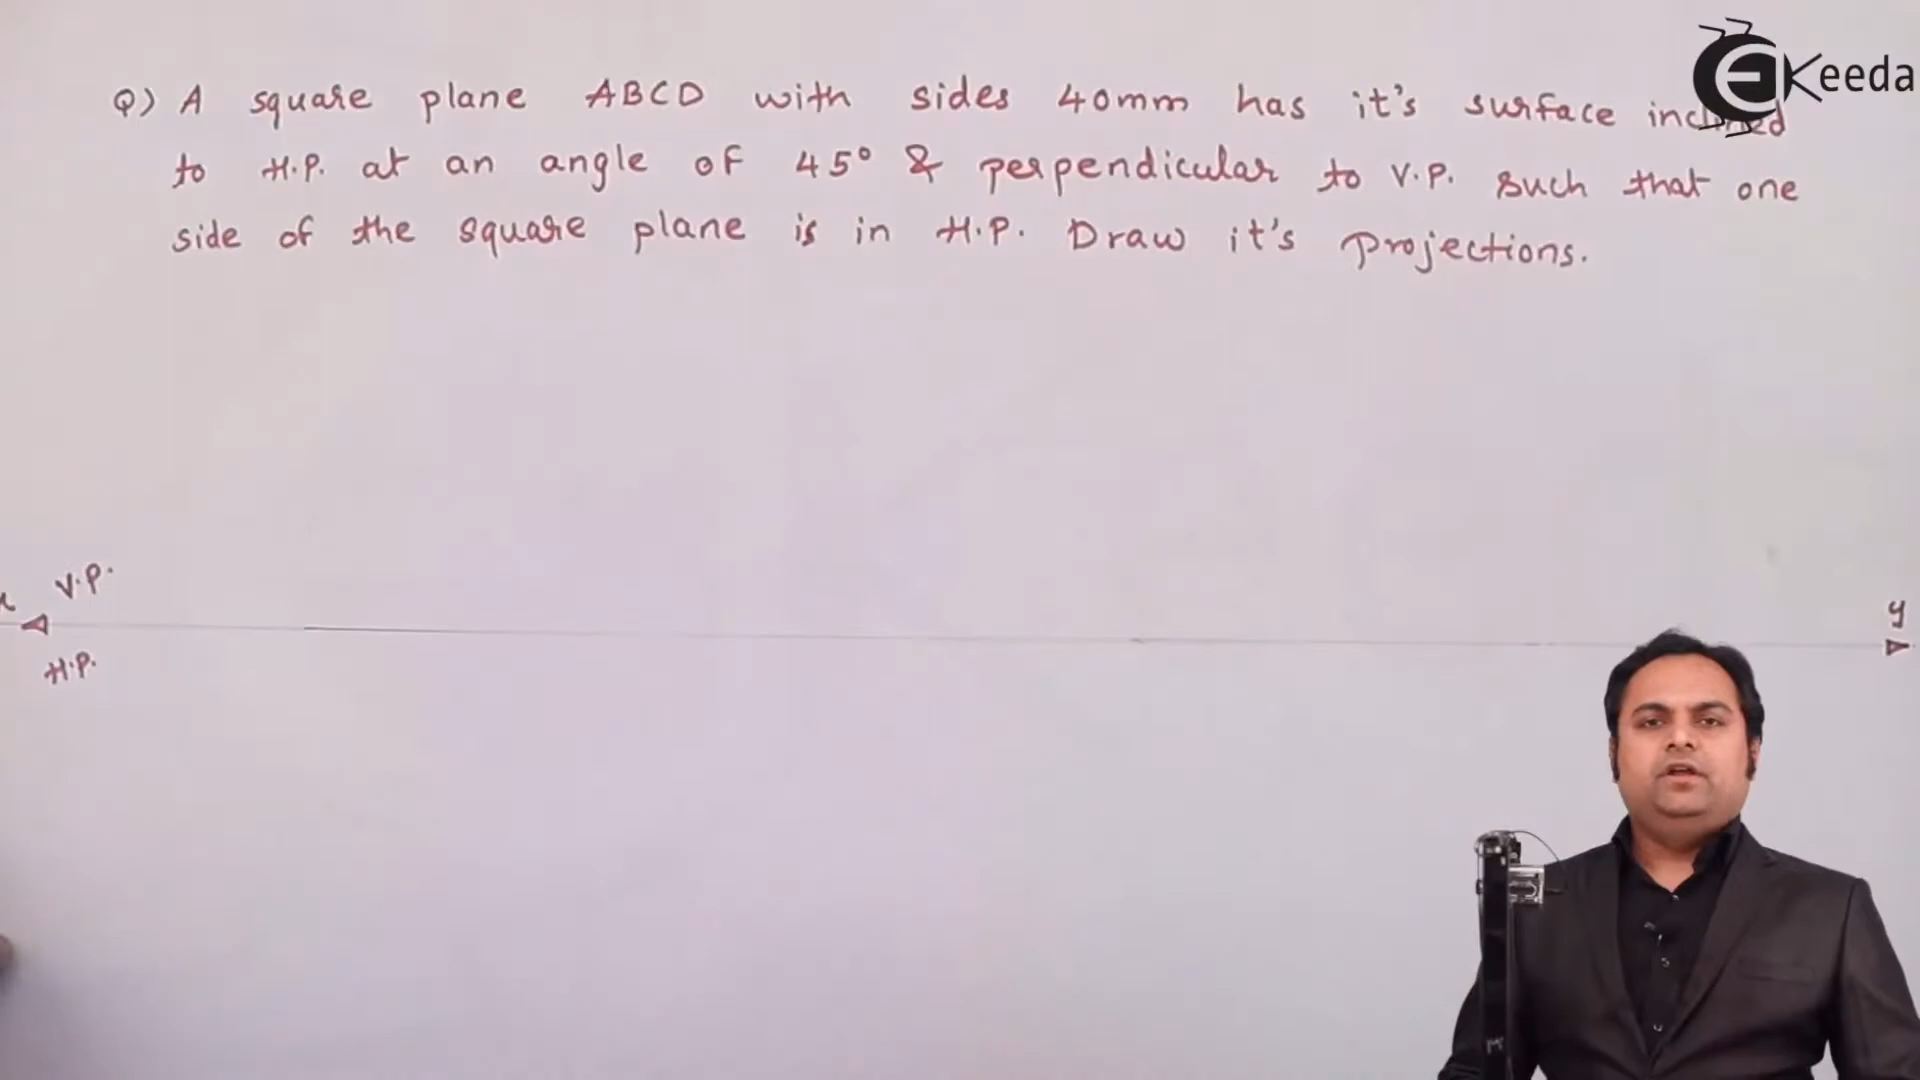 Q) A square plane ABCD with sides 40mm has it's surface inclined
to H.P. at an angle of 45° & perpendicular to V.P. such that one
side of the square plane is in H.P. Draw it's projections.
EKeeda
V.P.
H.P.
x
y